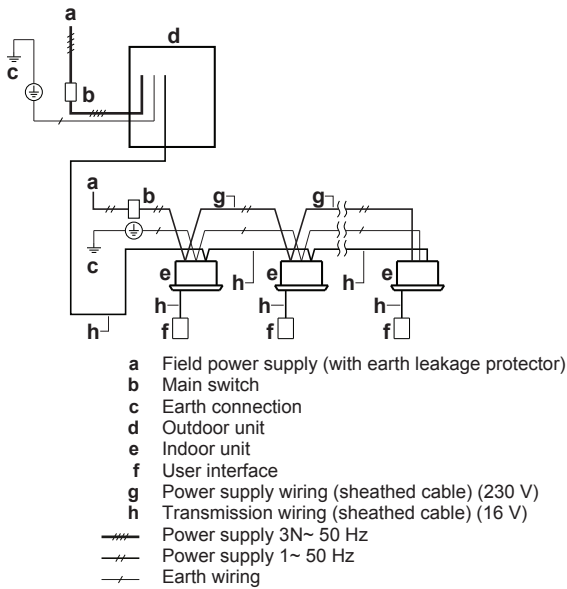 a
d
c
b
a
b
g
g
c
e
h
e
h
e
h
h
h
h
f
f
f
a Field power supply (with earth leakage protector)
b Main switch
c Earth connection
d Outdoor unit
e Indoor unit
f User interface
g Power supply wiring (sheathed cable) (230 V)
h Transmission wiring (sheathed cable) (16 V)
Power supply 3N~ 50 Hz
Power supply 1~ 50 Hz
Earth wiring